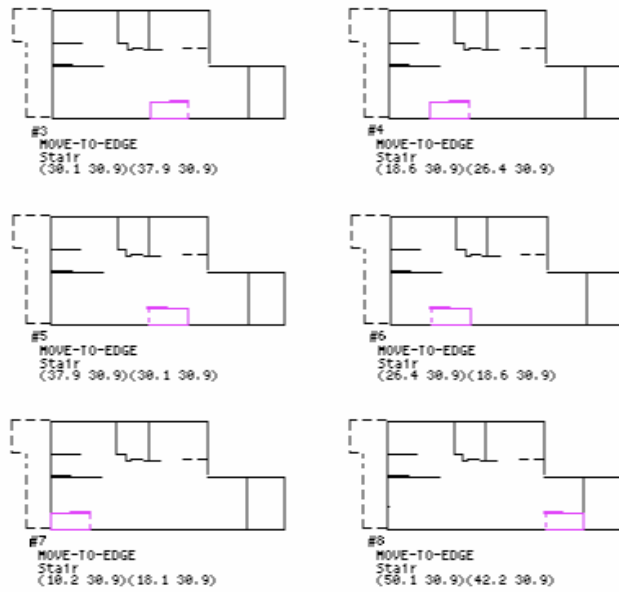 #3
MOVE-TO-EDGE
Stair
(30.1 30.9)(37.9 30.9)
#4
MOVE-TO-EDGE
Stair
(18.6 30.9)(26.4 30.9)
#5
MOVE-TO-EDGE
Stair
(37.9 30.9)(30.1 30.9)
#6
MOVE-TO-EDGE
Stair
(26.4 30.9)(18.6 30.9)
#7
MOVE-TO-EDGE
Stair
(10.2 30.9)(18.1 30.9)
#8
MOVE-TO-EDGE
Stair
(50.1 30.9)(42.2 30.9)